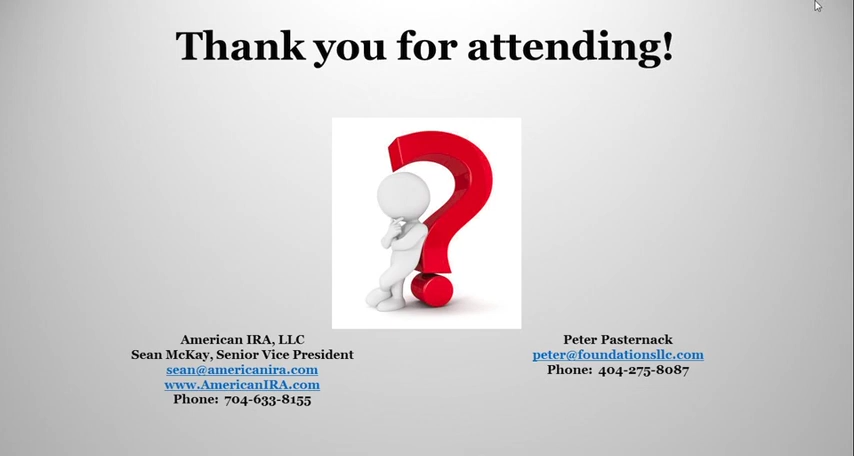 Thank you for attending!
American IRA, LLC
Sean McKay, Senior Vice President
sean@americanira.com
www.AmericanIRA.com
Phone: 704-633-8155
Peter Pasternack
peter@foundationsllc.com
Phone: 404-275-8087